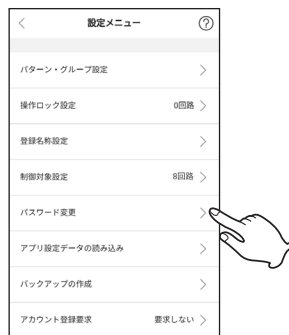 設定メニュー ?
パターン・グループ設定
操作ロック設定 0回路
登録名称設定
制御対象設定 8回路
パスワード変更
アプリ設定データの読み込み
バックアップの作成
アカウント登録要求 要求しない